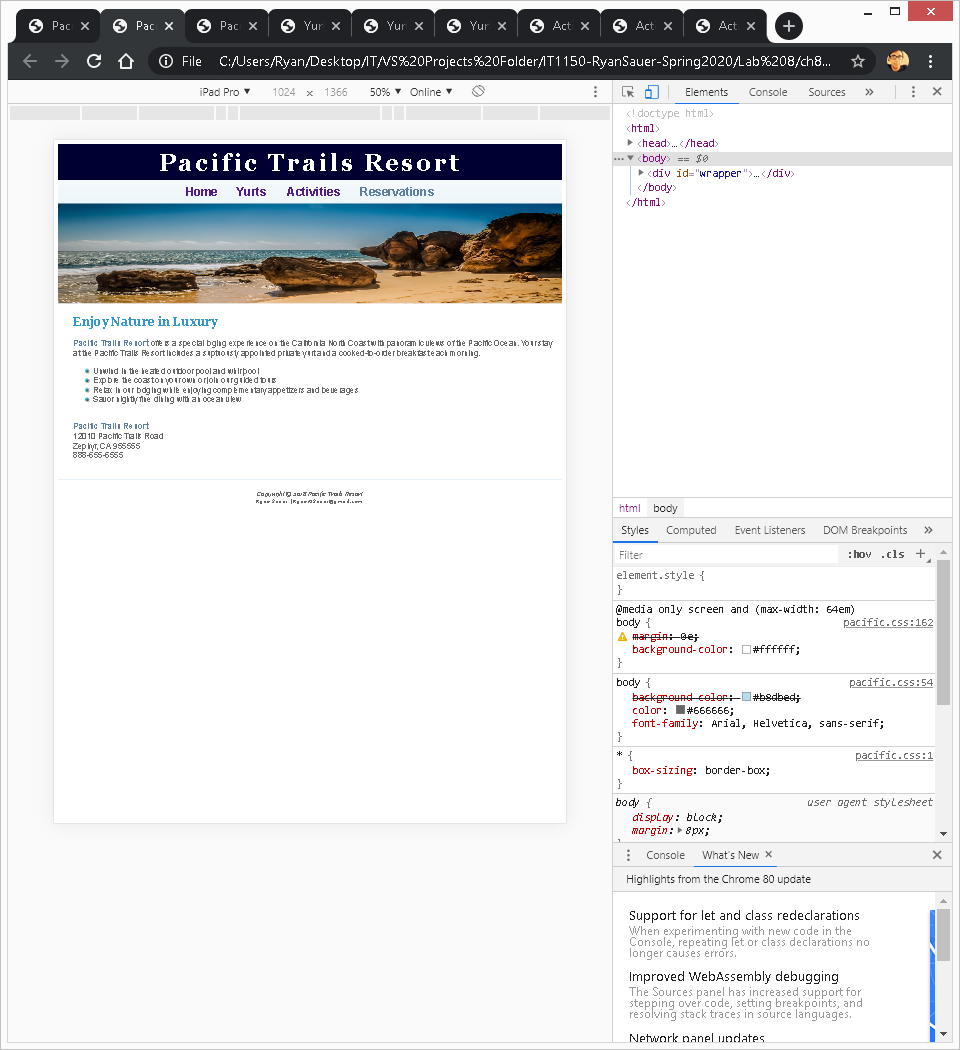 Pac Pac Pac Yur Yur Yur Act Act Act
File C:/Users/Ryan/Desktop/IT/VS%20Projects%20Folder/IT1150-RyanSauer-Spring2020/Lab%208/ch8...
iPad Pro ▼ 1024 x 1366 50% ▼ Online ▼
Elements Console Sources »
Pacific Trails Resort
Home Yurts Activities Reservations
Enjoy Nature in Luxury
Pacific Trails Resort offers a special lodging experience on the California North Coast with panoramic views of the Pacific Ocean. Your stay
at the Pacific Trails Resort includes a sumptuously appointed private yurt and a cooked-to-order breakfast each morning.
Unwind in the heated outdoor pool and whirlpool
Explore the coast on your own or join our guided tours
Relax in our lodging while enjoying complementary appetizers and beverages
Savor nightly fine dining with an ocean view
Pacific Trails Resort
12010 Pacific Trails Road
Zephyr, CA 955555
888-555-5555
Copyright © 2018 Pacific Trails Resort
<!doctype html>
<html>
<head>…</head>
<body> == $0
<div id="wrapper">…</div>
</body>
</html>
html body
Styles Computed Event Listeners DOM Breakpoints »
Filter :hov .cls +
element.style {
}
@media only screen and (max-width: 64em)
body { pacific.css:162
margin: 0e;
background-color: #ffffff;
}
body { pacific.css:54
background-color: #b8dbed;
color: #666666;
font-family: Arial, Helvetica, sans-serif;
}
* { pacific.css:1
box-sizing: border-box;
}
body { user agent stylesheet
display: block;
margin: 8px;
Console What's New ×
Highlights from the Chrome 80 update
Support for let and class redeclarations
When experimenting with new code in the
Console, repeating let or class declarations no
longer causes errors.
Improved WebAssembly debugging
The Sources panel has increased support for
stepping over code, setting breakpoints, and
resolving stack traces in source languages.
Network panel updates